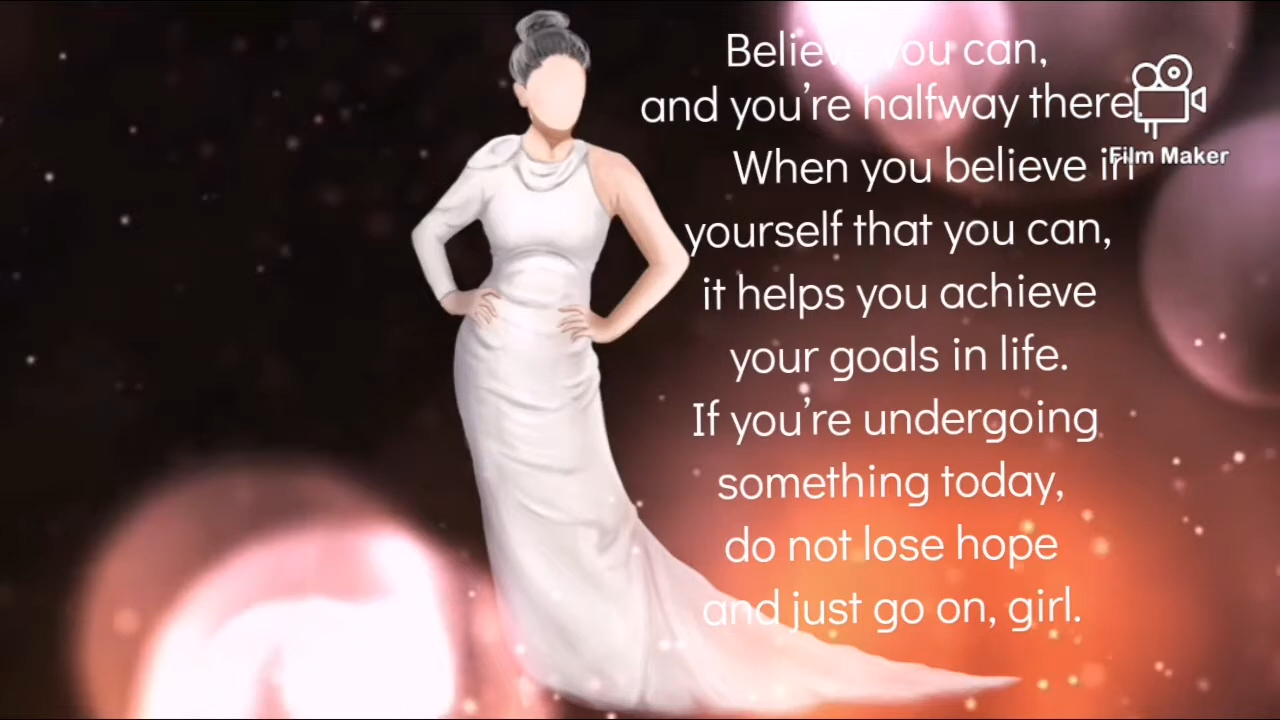 Believe you can,
and you’re halfway there.
When you believe in
yourself that you can,
it helps you achieve
your goals in life.
If you’re undergoing
something today,
do not lose hope
and just go on, girl.
Film Maker